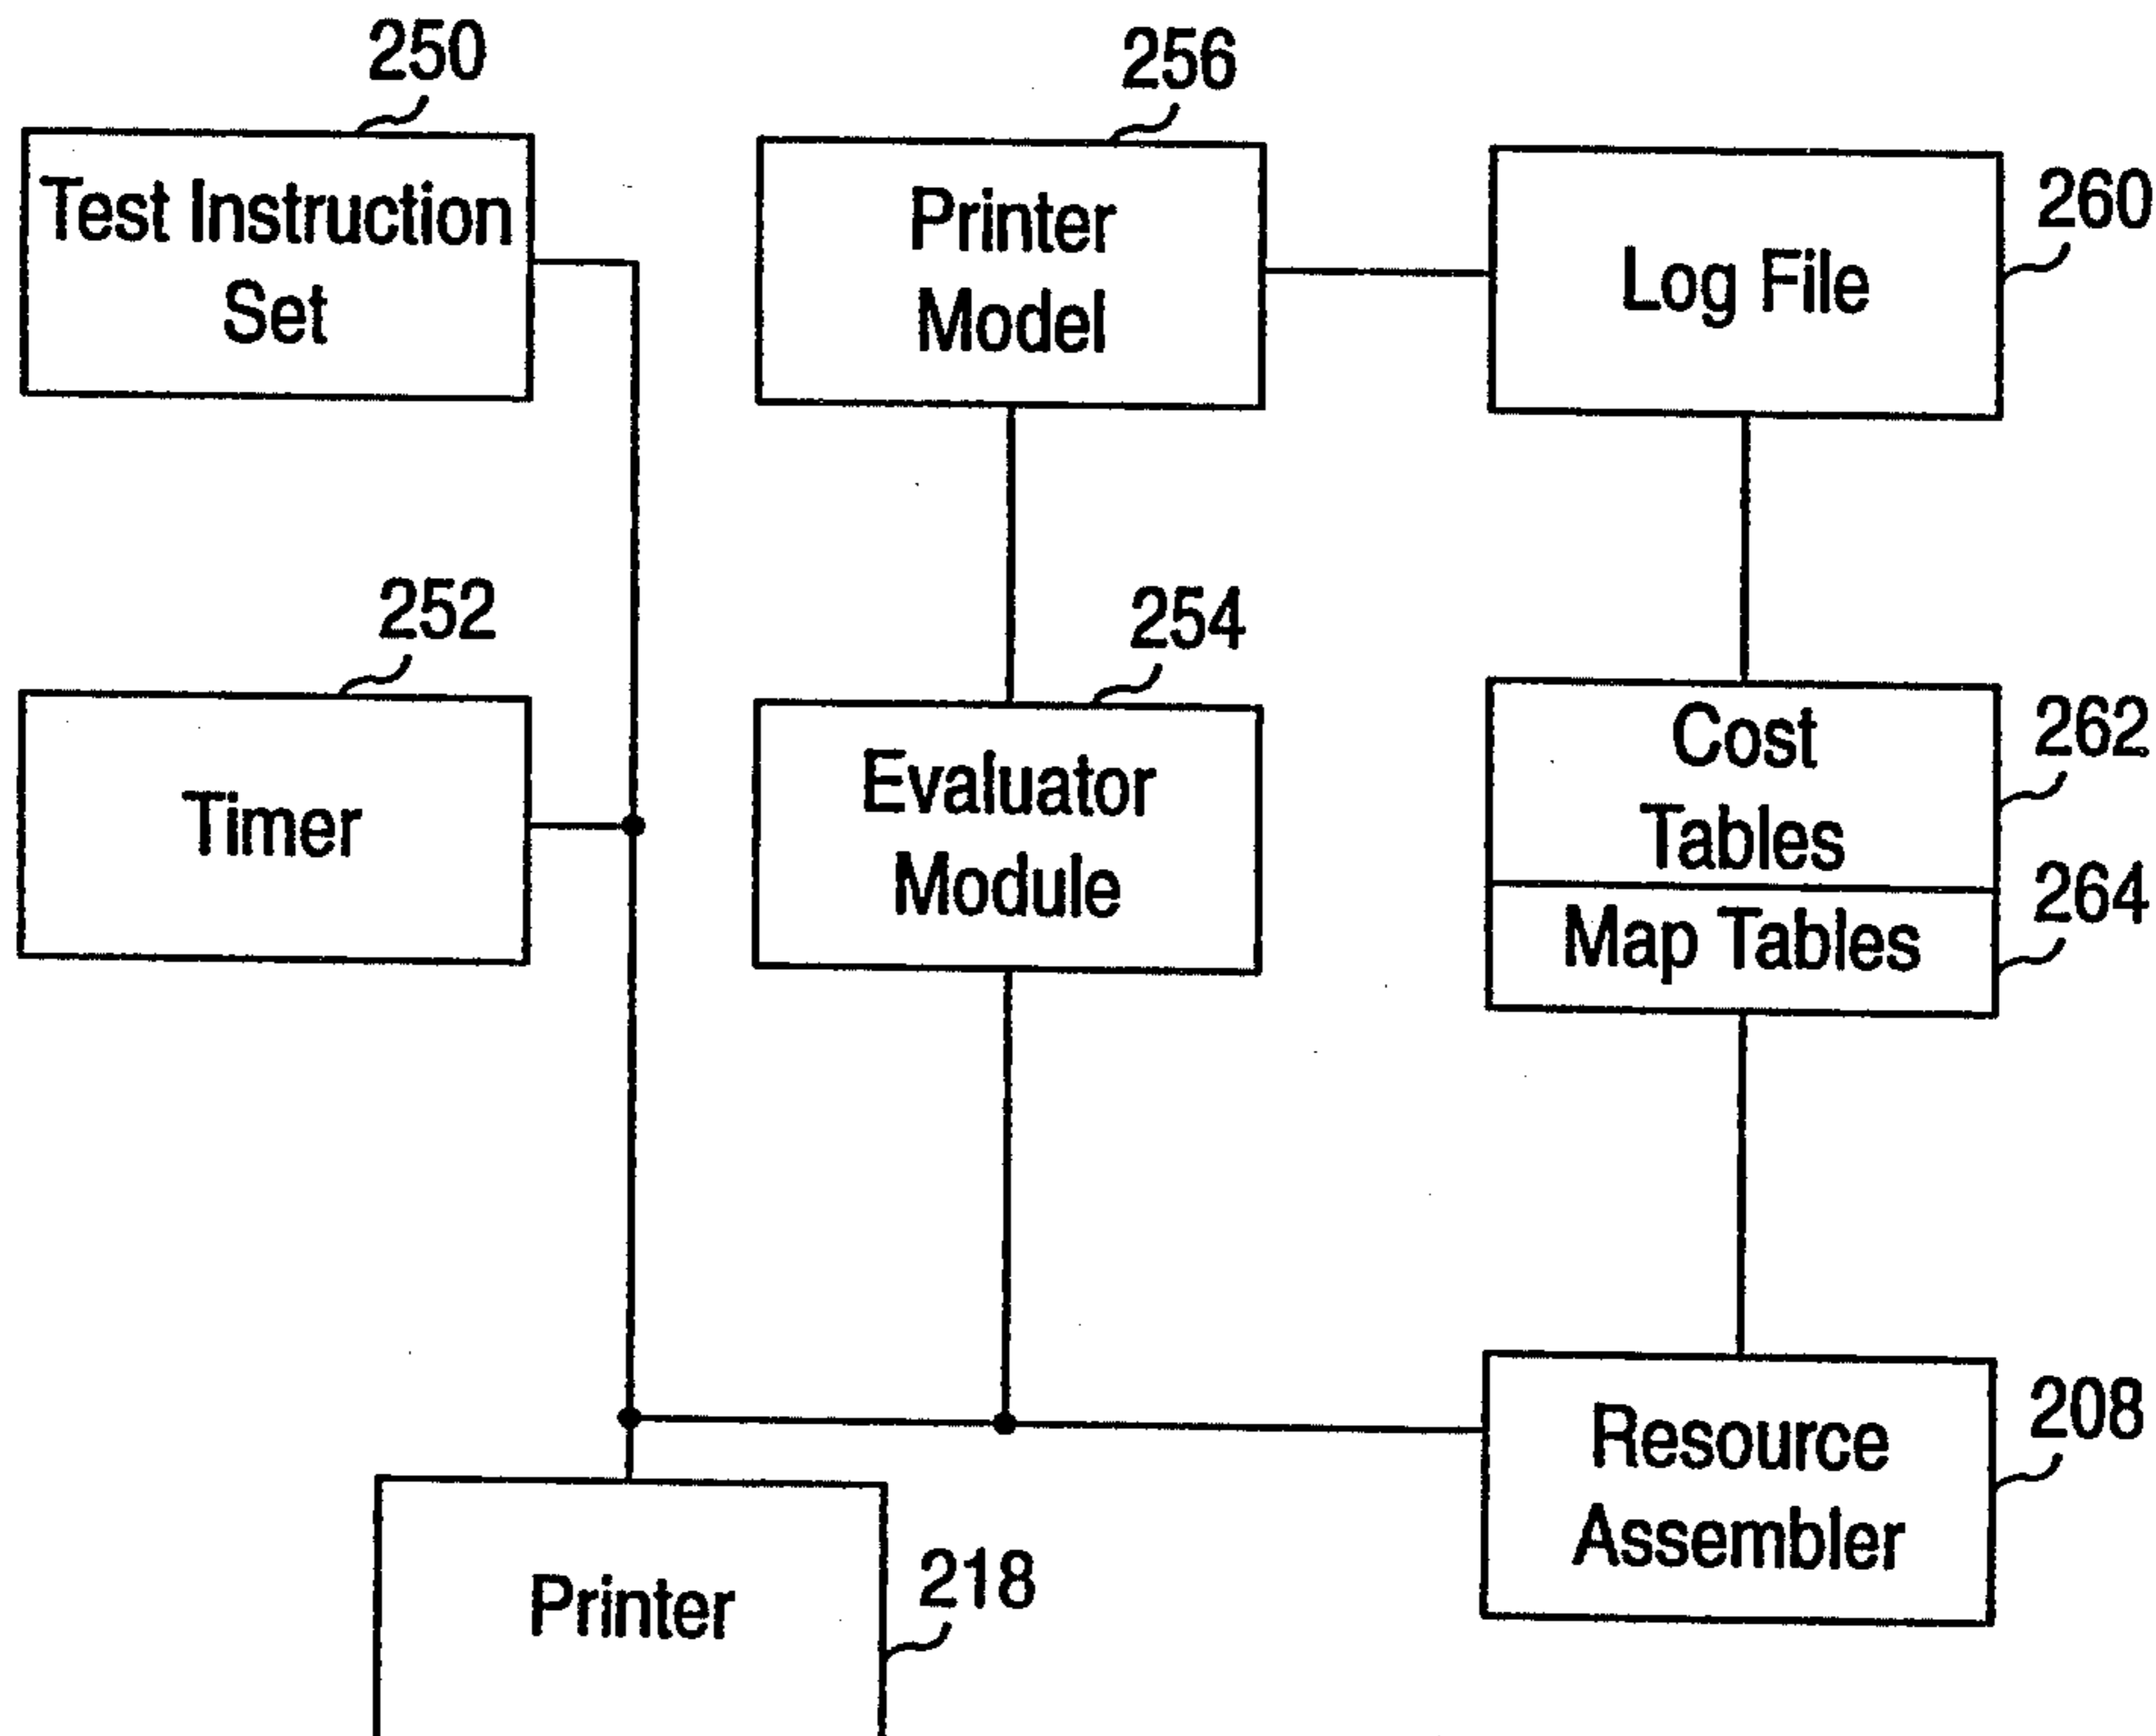 250
Test Instruction
Set
256
Printer
Model
260
Log File
252
Timer
254
Evaluator
Module
262
Cost
Tables
264
Map Tables
208
Resource
Assembler
218
Printer